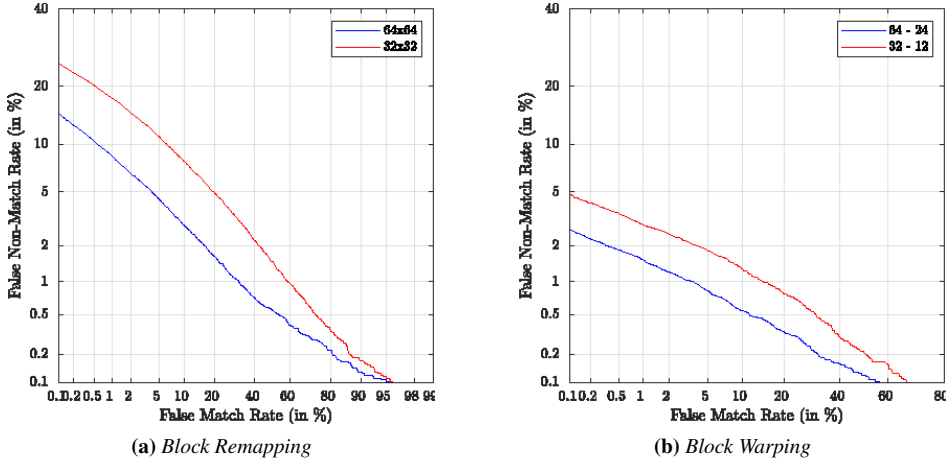 40
20
10
5
2
1
0.5
0.2
0.1
False Non-Match Rate (in %)
64x64
32x32
0.1 0.2 0.5 1 2 5 10 20 40 60 80 90 95 98 99
False Match Rate (in %)
(a) Block Remapping
40
20
10
5
2
1
0.5
0.2
0.1
False Non-Match Rate (in %)
64 - 24
32 - 12
0.1 0.2 0.5 1 2 5 10 20 40 60 80
False Match Rate (in %)
(b) Block Warping